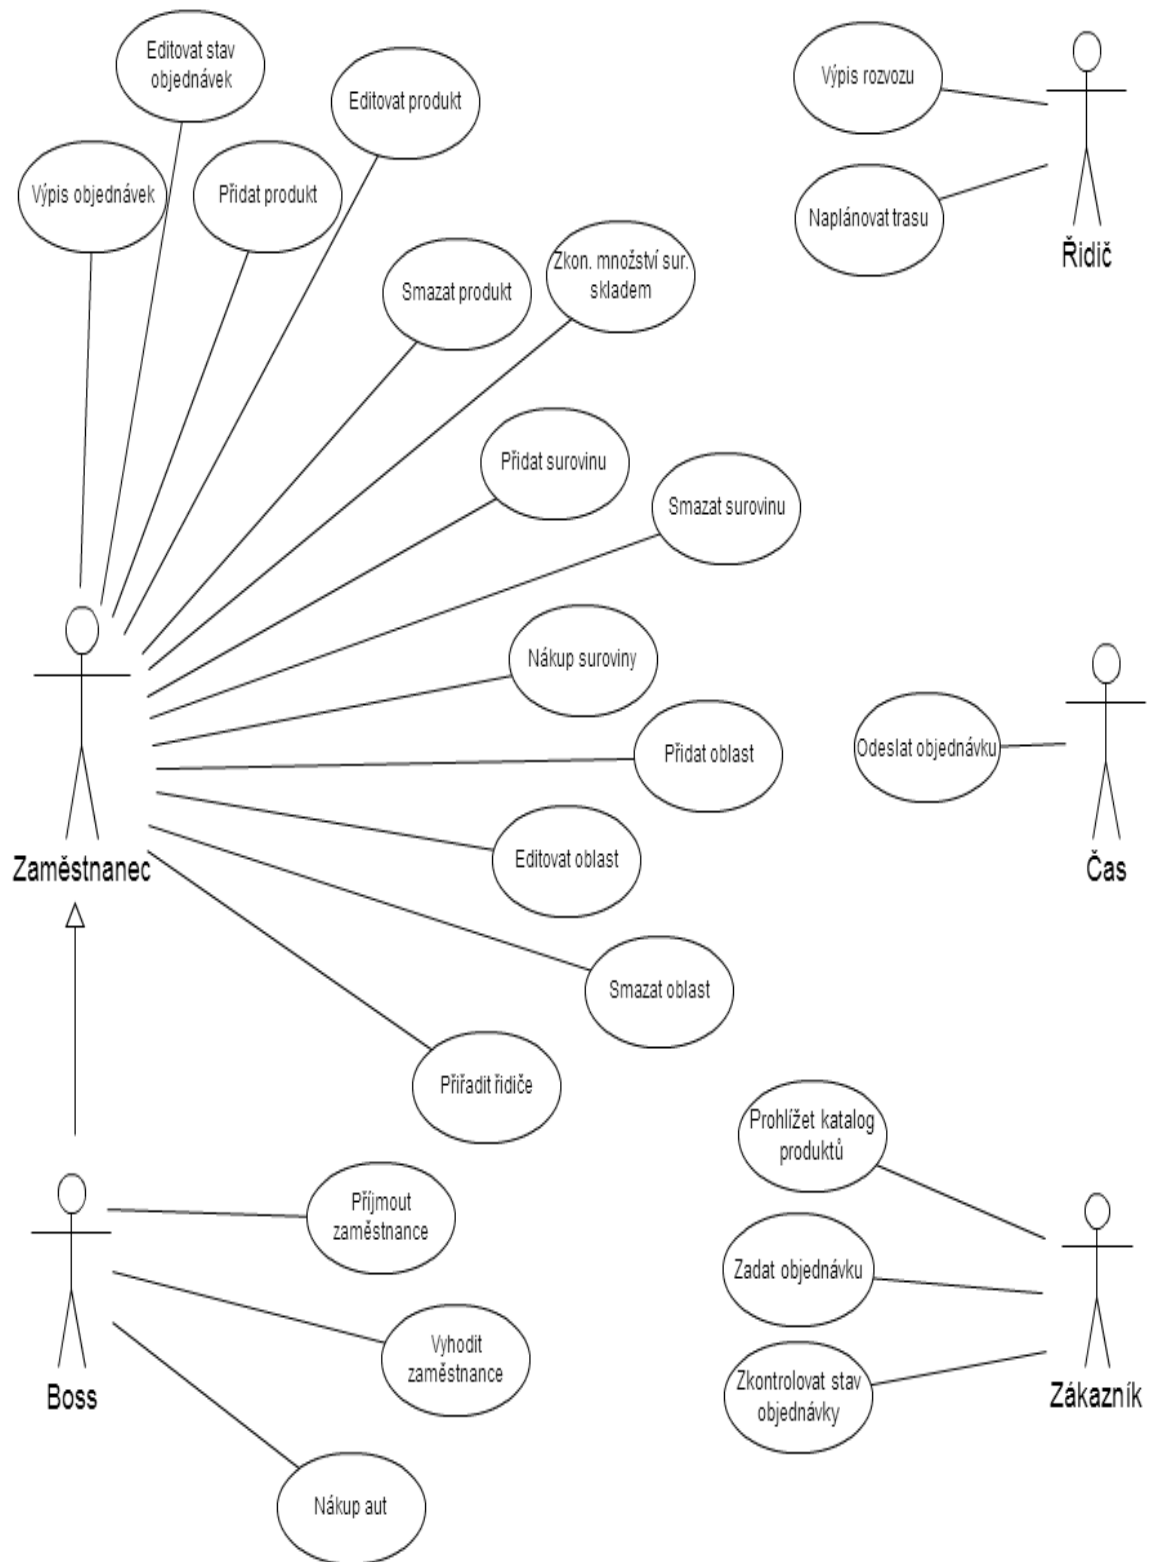 Editovat stav
objednávek
Editovat produkt
Výpis objednávek
Přidat produkt
Smazat produkt
Zkon. množství sur.
skladem
Přidat surovinu
Smazat surovinu
Nákup suroviny
Přidat oblast
Editovat oblast
Smazat oblast
Přiřadit řidiče
Zaměstnanec
Příjmout
zaměstnance
Vyhodit
zaměstnance
Nákup aut
Boss
Výpis rozvozu
Naplánovat trasu
Řidič
Odeslat objednávku
Čas
Prohlížet katalog
produktů
Zadat objednávku
Zkontrolovat stav
objednávky
Zákazník